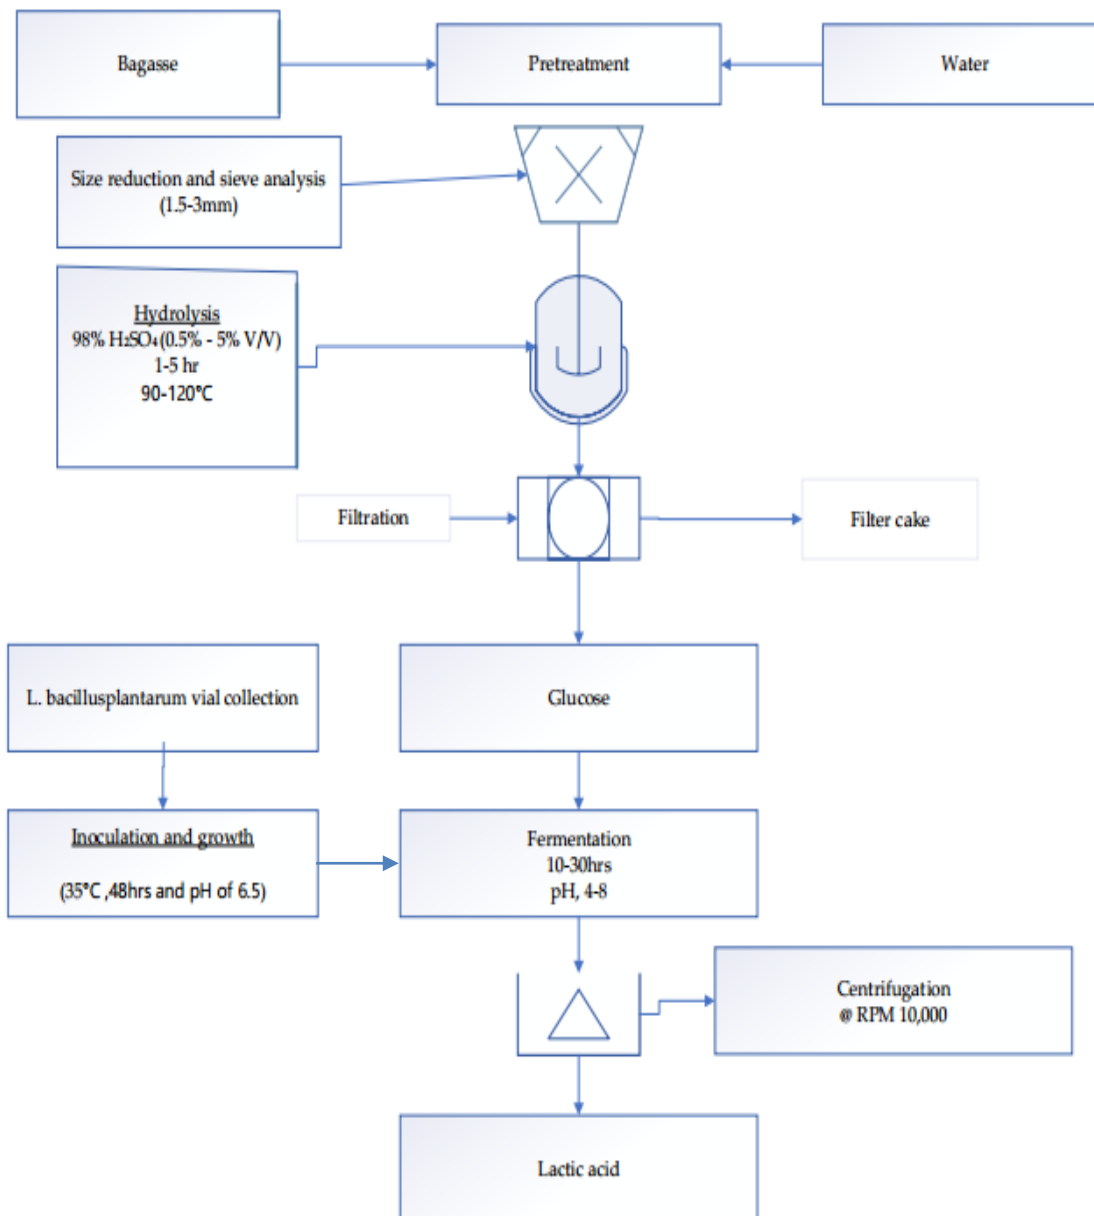 Bagasse
Pretreatment
Water
Size reduction and sieve analysis
(1.5-3mm)
Hydrolysis
98% H₂SO₄ (0.5% - 5% V/V)
1-5 hr
90-120°C
Filtration
Filter cake
L. bacillusplantarum vial collection
Glucose
Inoculation and growth
(35°C ,48hrs and pH of 6.5)
Fermentation
10-30hrs
pH, 4-8
Centrifugation
@ RPM 10,000
Lactic acid